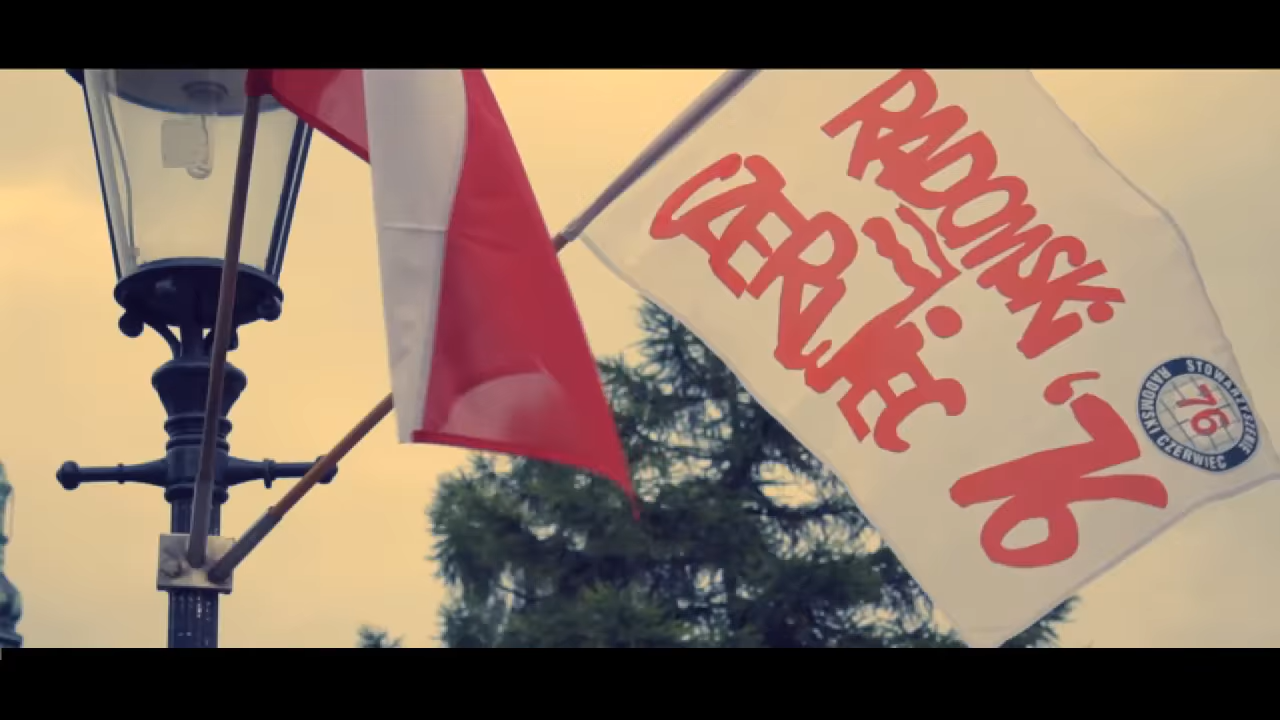 RADOMSKI
CZERWIEC
'76
STOWARZYSZENIE
76
RADOMSKI CZERWIEC